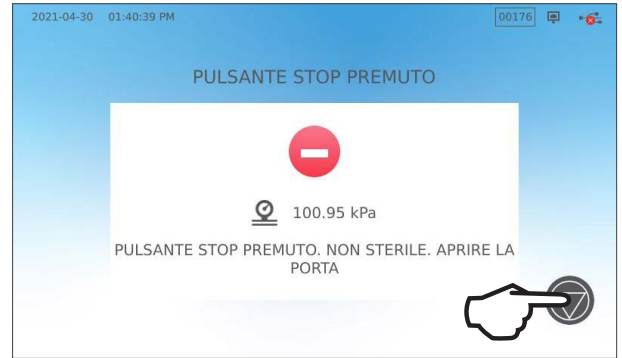 2021-04-30 01:40:39 PM 00176
PULSANTE STOP PREMUTO
100.95 kPa
PULSANTE STOP PREMUTO. NON STERILE. APRIRE LA
PORTA